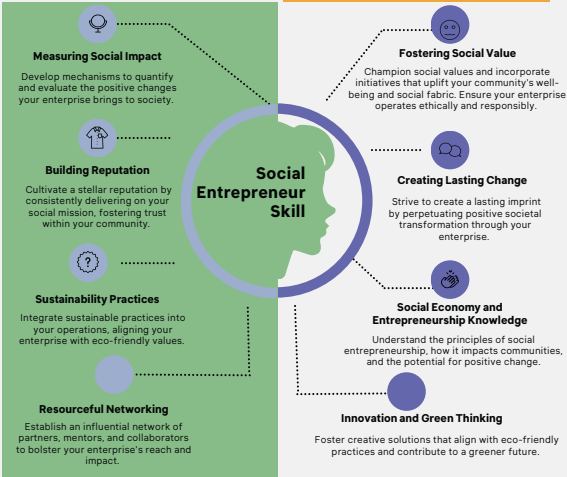 Measuring Social Impact
Develop mechanisms to quantify
and evaluate the positive changes
your enterprise brings to society.
Building Reputation
Cultivate a stellar reputation by
consistently delivering on your
social mission, fostering trust
within your community.
?
Sustainability Practices
Integrate sustainable practices into
your operations, aligning your
enterprise with eco-friendly values.
Resourceful Networking
Establish an influential network of
partners, mentors, and collaborators
to bolster your enterprise's reach and
impact.
Social
Entrepreneur
Skill
Fostering Social Value
Champion social values and incorporate
initiatives that uplift your community's well-
being and social fabric. Ensure your enterprise
operates ethically and responsibly.
Creating Lasting Change
Strive to create a lasting imprint
by perpetuating positive societal
transformation through your
enterprise.
Social Economy and
Entrepreneurship Knowledge
Understand the principles of social
entrepreneurship, how it impacts communities,
and the potential for positive change.
Innovation and Green Thinking
Foster creative solutions that align with eco-friendly
practices and contribute to a greener future.